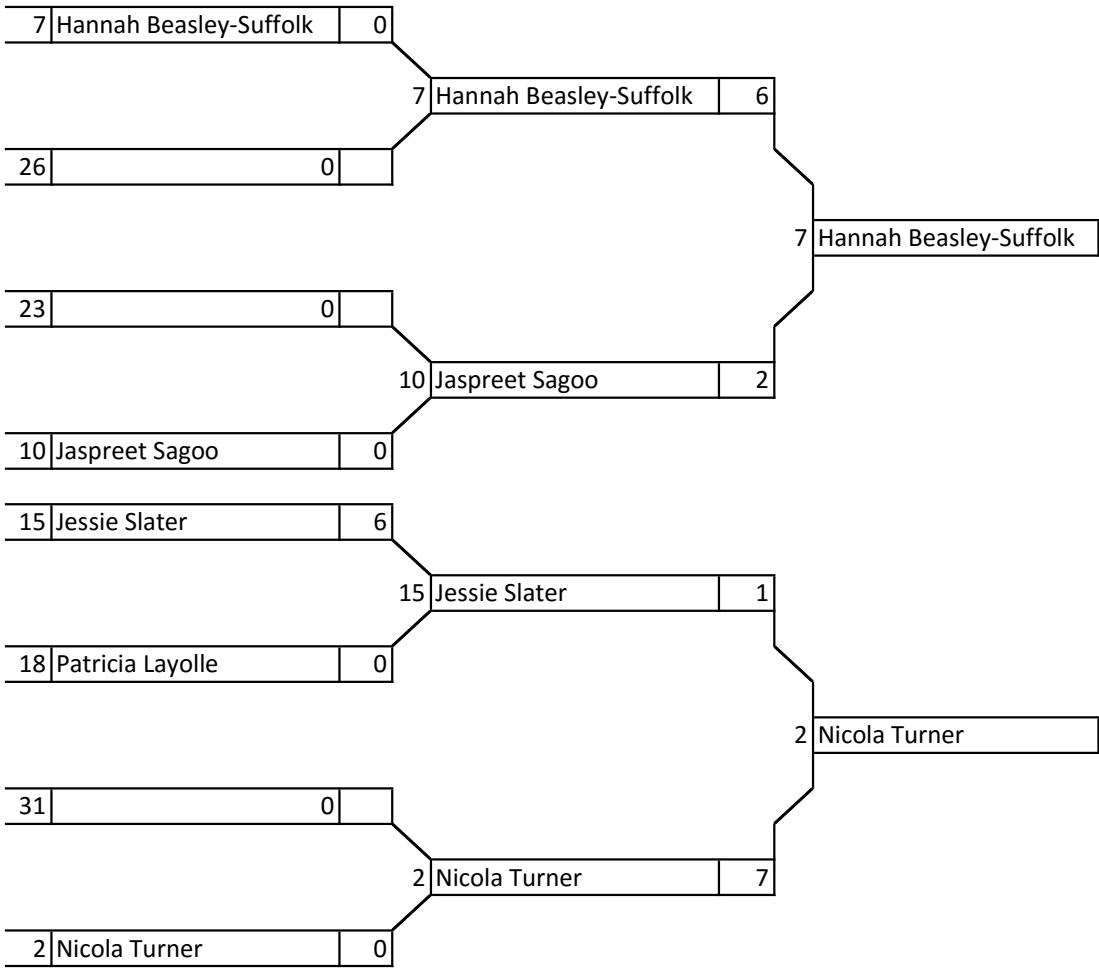 7 Hannah Beasley-Suffolk 0
7 Hannah Beasley-Suffolk 6
26 0
7 Hannah Beasley-Suffolk
23 0
10 Jaspreet Sagoo 2
10 Jaspreet Sagoo 0
15 Jessie Slater 6
15 Jessie Slater 1
18 Patricia Layolle 0
2 Nicola Turner
31 0
2 Nicola Turner 7
2 Nicola Turner 0